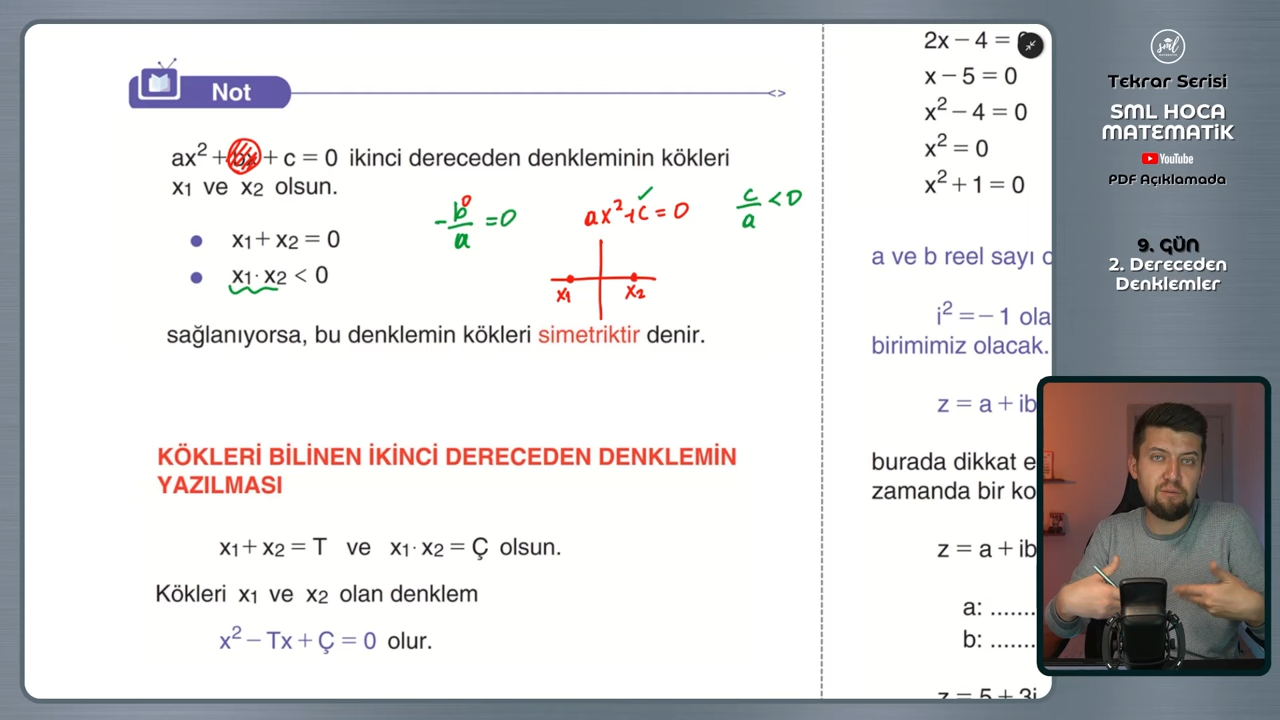 Not
ax² + bx + c = 0 ikinci dereceden denkleminin kökleri
x₁ ve x₂ olsun.
x₁ + x₂ = 0
x₁ · x₂ < 0
-b/a = 0
0
ax² + c = 0
c/a < 0
x₁ x₂
sağlanıyorsa, bu denklemin kökleri simetriktir denir.
KÖKLERİ BİLİNEN İKİNCİ DERECEDEN DENKLEMİN
YAZILMASI
x₁ + x₂ = T ve x₁ · x₂ = Ç olsun.
Kökleri x₁ ve x₂ olan denklem
x² – Tx + Ç = 0 olur.
2x – 4 =
x – 5 = 0
x² – 4 = 0
x² = 0
x² + 1 = 0
a ve b reel sayı
i² = – 1 ola
birimimiz olacak.
z = a + ib
burada dikkat e
zamanda bir ko
z = a + ib
a: .......
b: ......
z = 5 + 3i
sml
Tekrar Serisi
SML HOCA
MATEMATİK
YouTube
PDF Açıklamada
9. GÜN
2. Dereceden
Denklemler